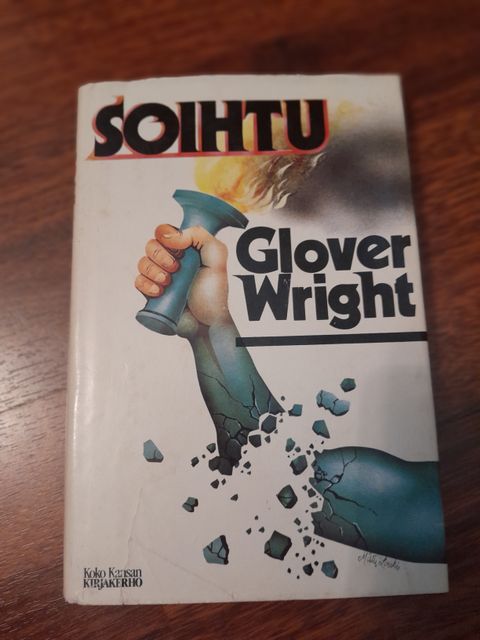 SOIHTU
Glover
Wright
Koko Kansan
KIRJAKERHO